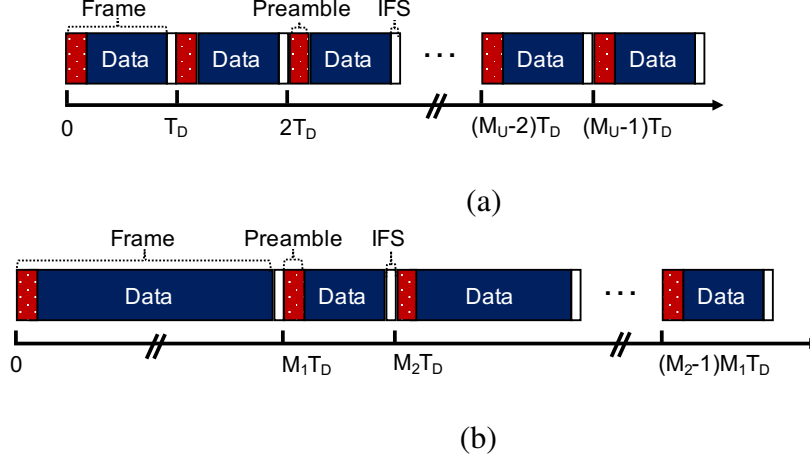 Frame Preamble IFS
Data Data Data ... Data Data
0 T_D 2T_D (M_U-2)T_D (M_U-1)T_D
(a)
Frame Preamble IFS
Data Data Data ... Data
0 M_1T_D M_2T_D (M_2-1)M_1T_D
(b)